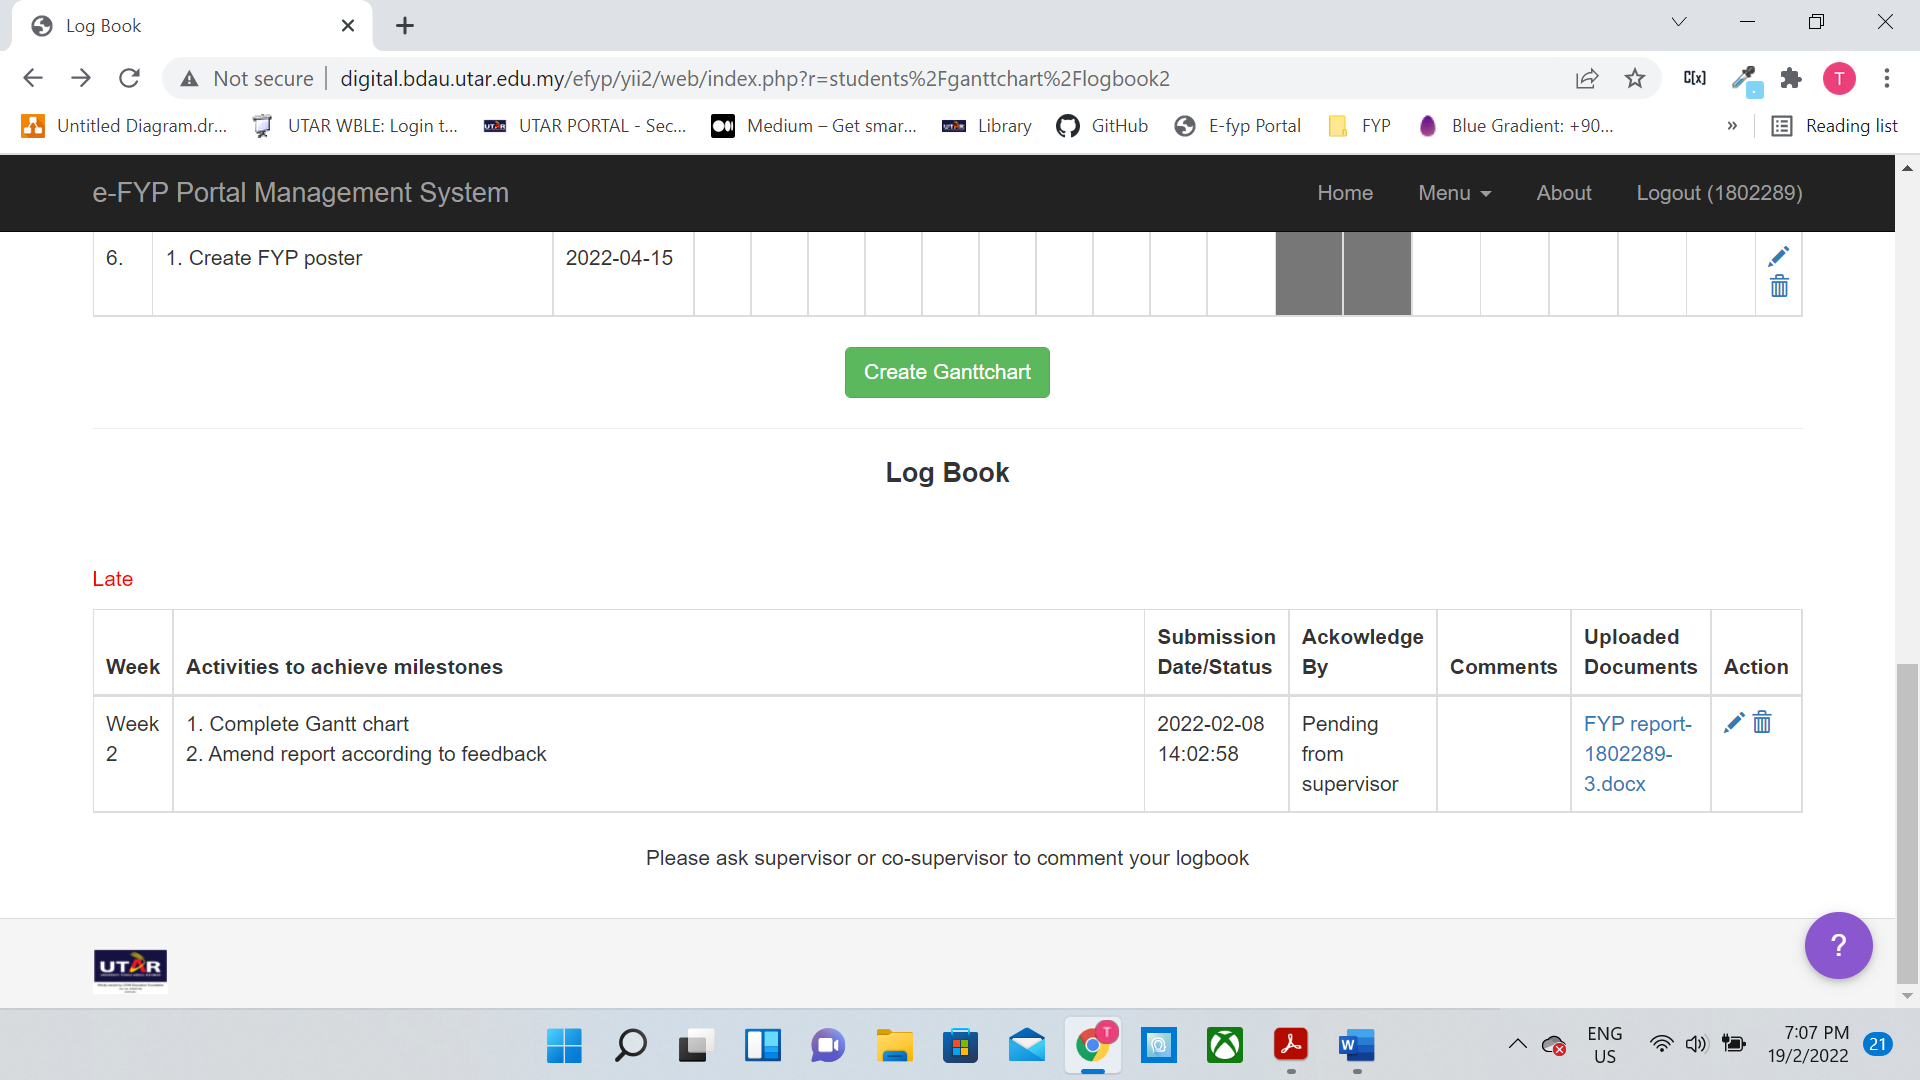 Log Book
Not secure
digital.bdau.utar.edu.my/efyp/yii2/web/index.php?r=students%2Fganttchart%2Flogbook2
C[x]
T
Untitled Diagram.dr...
UTAR WBLE: Login t...
UTAR PORTAL - Sec...
Medium – Get smar...
Library
GitHub
E-fyp Portal
FYP
Blue Gradient: +90...
»
Reading list
e-FYP Portal Management System
Home
Menu
About
Logout (1802289)
6.
1. Create FYP poster
2022-04-15
Create Ganttchart
Log Book
Late
Week
Activities to achieve milestones
Submission
Date/Status
Ackowledge
By
Comments
Uploaded
Documents
Action
Week
2
1. Complete Gantt chart
2. Amend report according to feedback
2022-02-08
14:02:58
Pending
from
supervisor
FYP report-
1802289-
3.docx
Please ask supervisor or co-supervisor to comment your logbook
?
UTAR
T
W
ENG
US
7:07 PM
19/2/2022
21